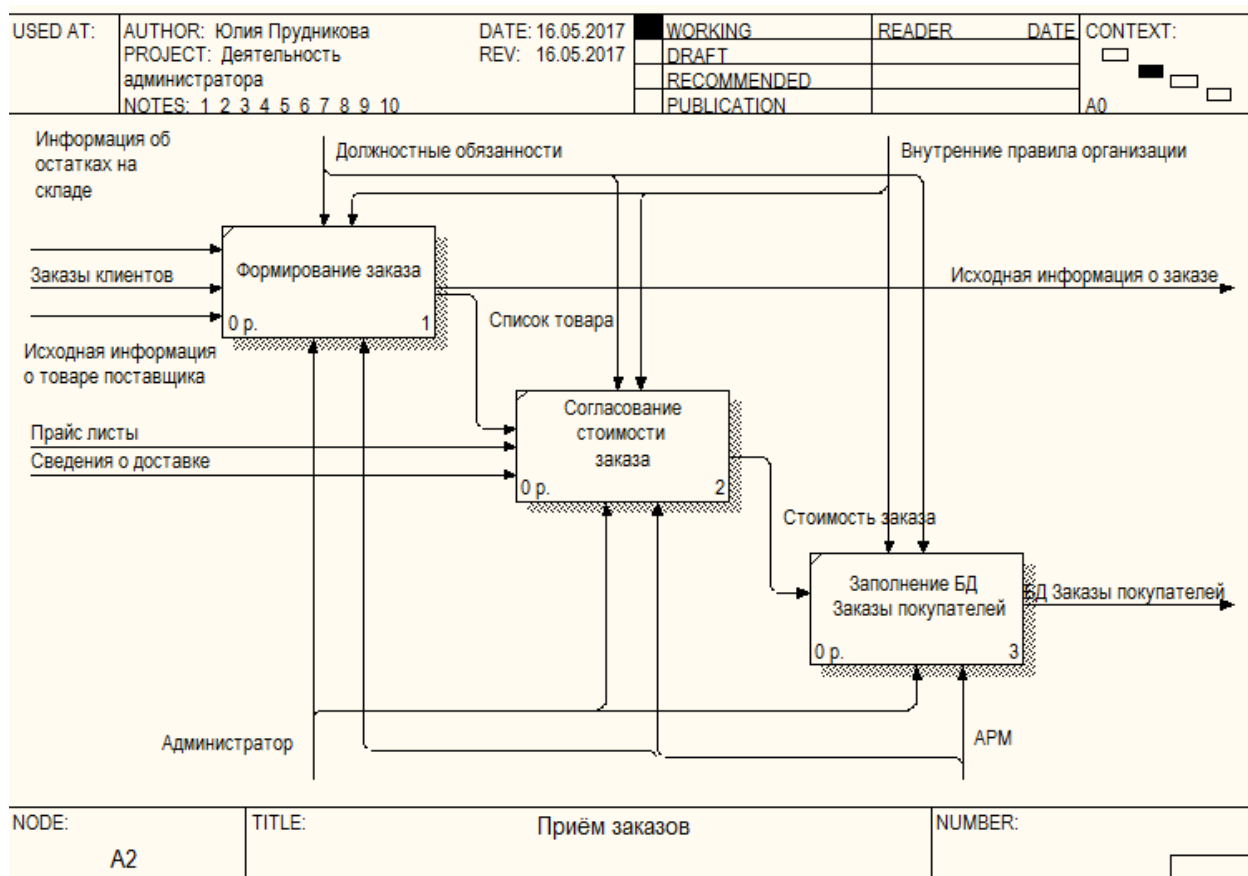 USED AT:
AUTHOR: Юлия Прудникова
DATE: 16.05.2017
PROJECT: Деятельность
REV: 16.05.2017
администратора
NOTES: 1 2 3 4 5 6 7 8 9 10
WORKING
DRAFT
RECOMMENDED
PUBLICATION
READER
DATE
CONTEXT:
A0
Информация об
остатках на
складе
Должностные обязанности
Внутренние правила организации
Заказы клиентов
Формирование заказа
0 р.
1
Исходная информация о заказе
Список товара
Исходная информация
о товаре поставщика
Прайс листы
Сведения о доставке
Согласование
стоимости
заказа
0 р.
2
Стоимость заказа
Заполнение БД
Заказы покупателей
0 р.
3
БД Заказы покупателей
Администратор
АРМ
NODE:
A2
TITLE:
Приём заказов
NUMBER: